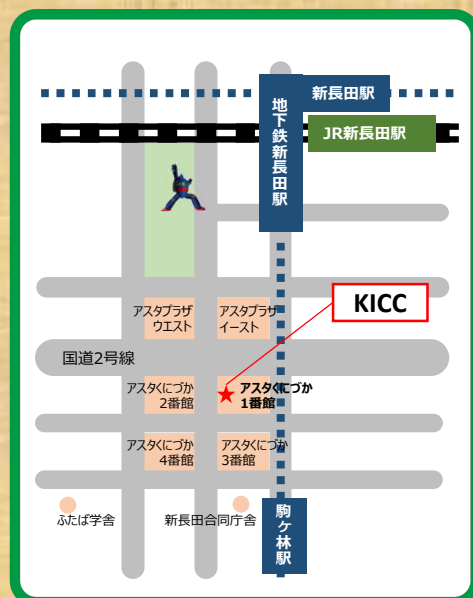 新長田駅
地下鉄新長田駅
JR新長田駅
KICC
アスタプラザ
ウエスト
アスタプラザ
イースト
国道2号線
アスタくにづか
2番館
アスタくにづか
1番館
アスタくにづか
4番館
アスタくにづか
3番館
ふたば学舎
新長田合同庁舎
駒ヶ林駅